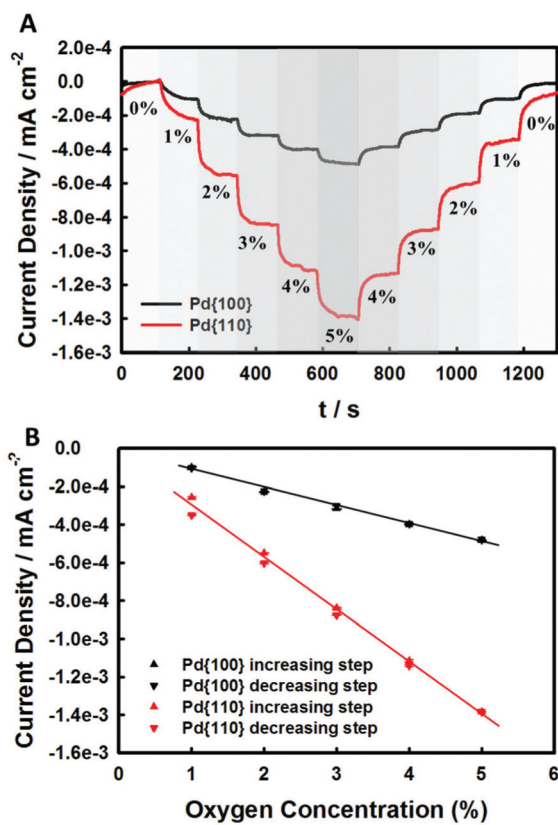 A
2.0e-4
0.0
-2.0e-4
-4.0e-4
-6.0e-4
-8.0e-4
-1.0e-3
-1.2e-3
-1.4e-3
-1.6e-3
Current Density / mA cm-2
0% 1% 2% 3% 4% 5% 4% 3% 2% 1% 0%
Pd{100}
Pd{110}
0 200 400 600 800 1000 1200
t / s
B
0.0
-2.0e-4
-4.0e-4
-6.0e-4
-8.0e-4
-1.0e-3
-1.2e-3
-1.4e-3
-1.6e-3
Current Density / mA cm-2
Pd{100} increasing step
Pd{100} decreasing step
Pd{110} increasing step
Pd{110} decreasing step
0 1 2 3 4 5 6
Oxygen Concentration (%)